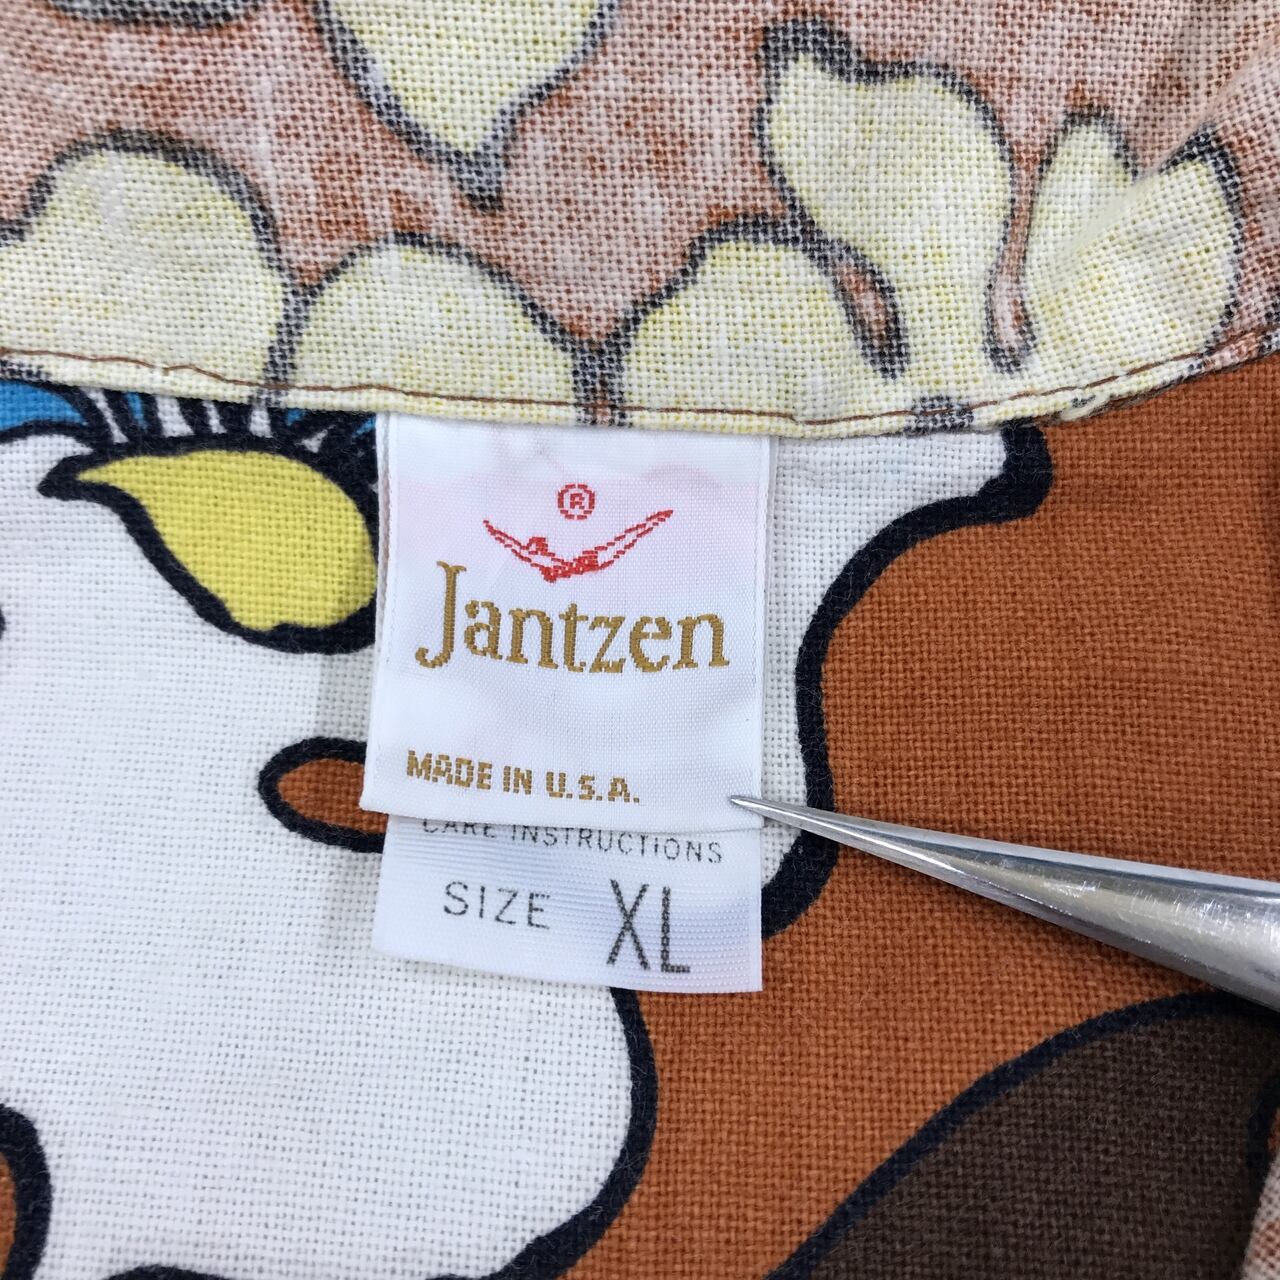 ®
Jantzen
MADE IN U.S.A.
CARE INSTRUCTIONS
SIZE XL